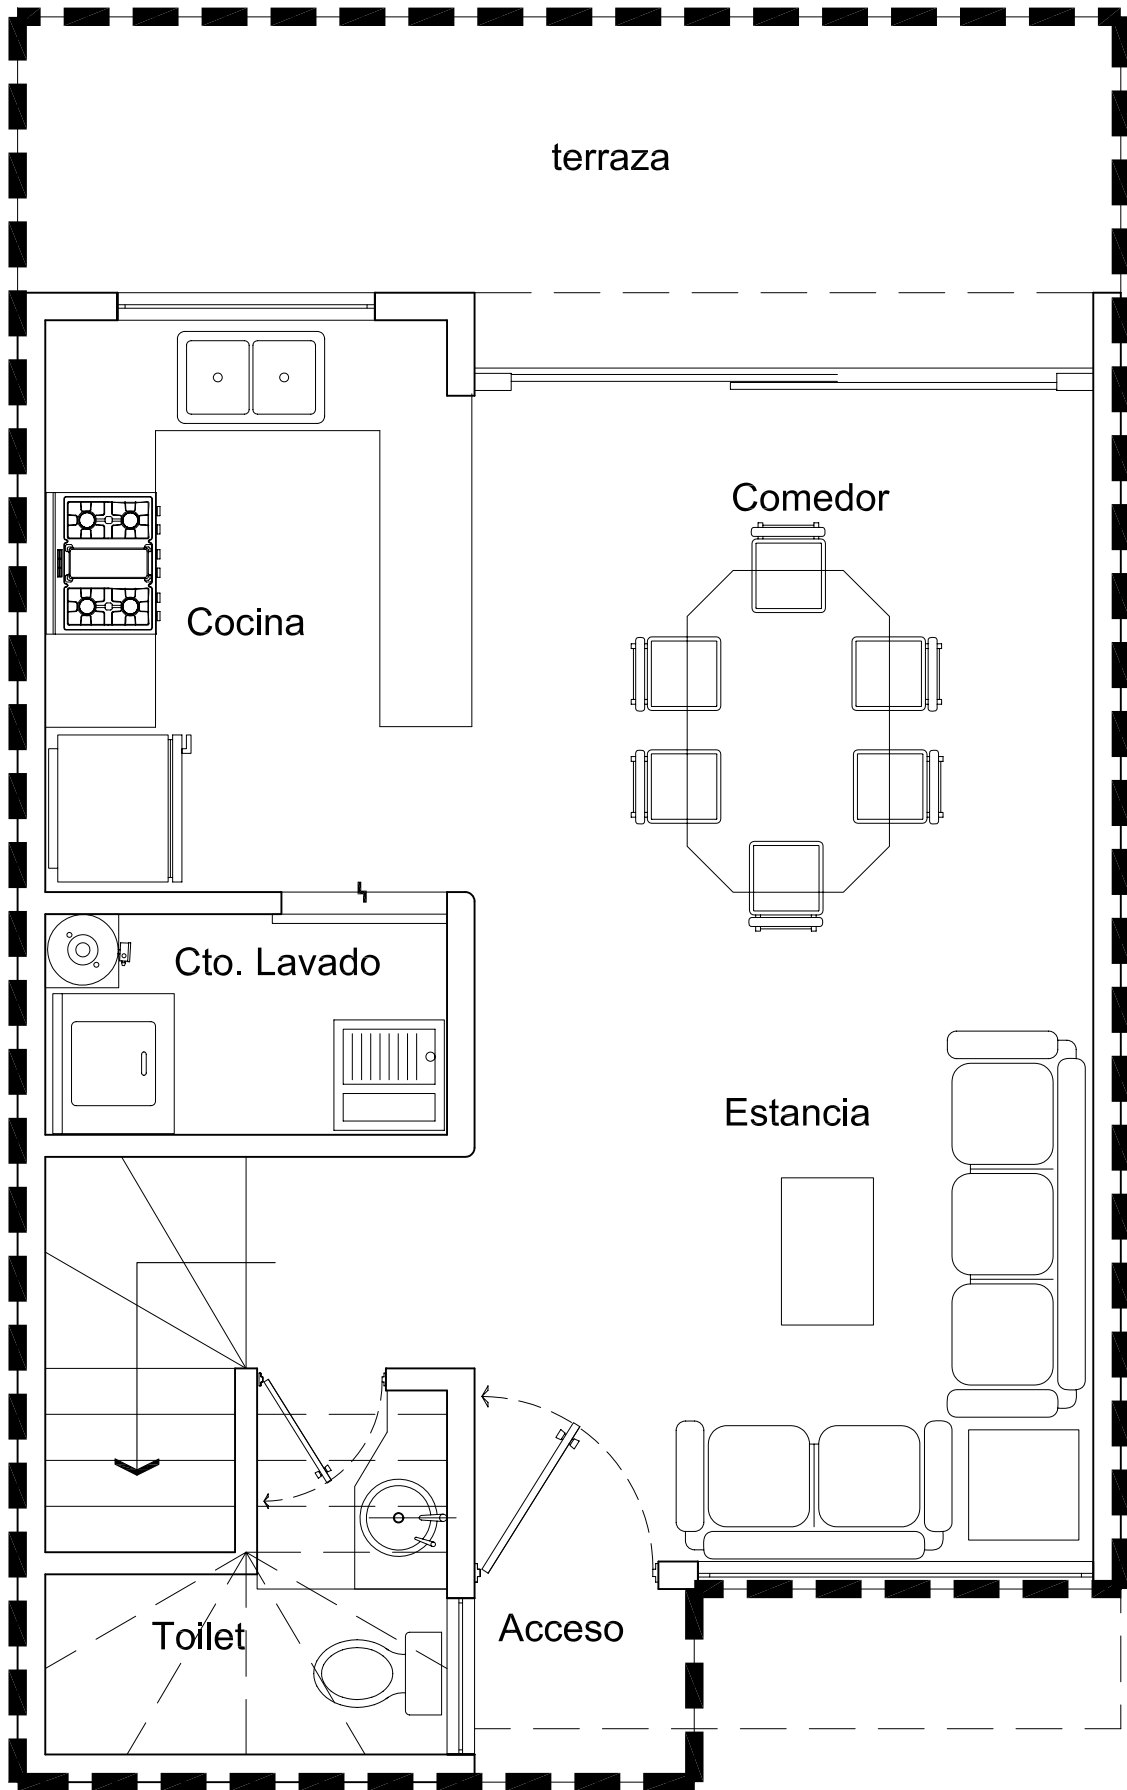 terraza
Comedor
Cocina
Cto. Lavado
Estancia
Toilet
Acceso